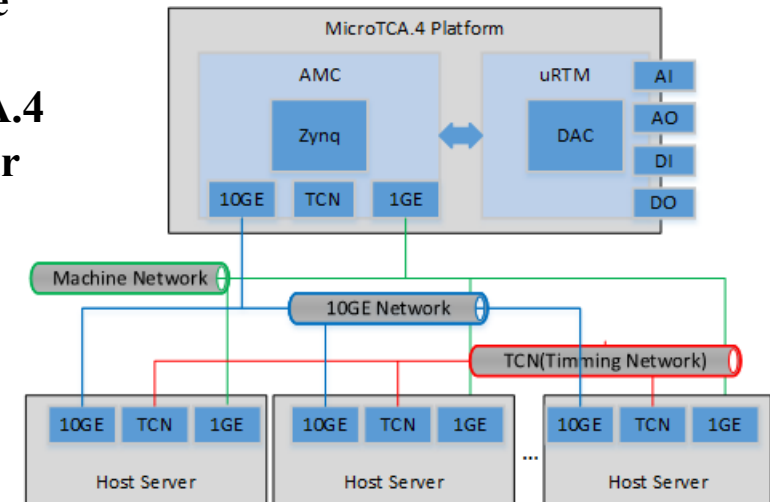 e
A.4
r
MicroTCA.4 Platform
AMC
uRTM
Zynq
DAC
AI
AO
DI
DO
10GE
TCN
1GE
Machine Network
10GE Network
TCN(Timming Network)
10GE TCN 1GE
Host Server
10GE TCN 1GE
Host Server
...
10GE TCN 1GE
Host Server